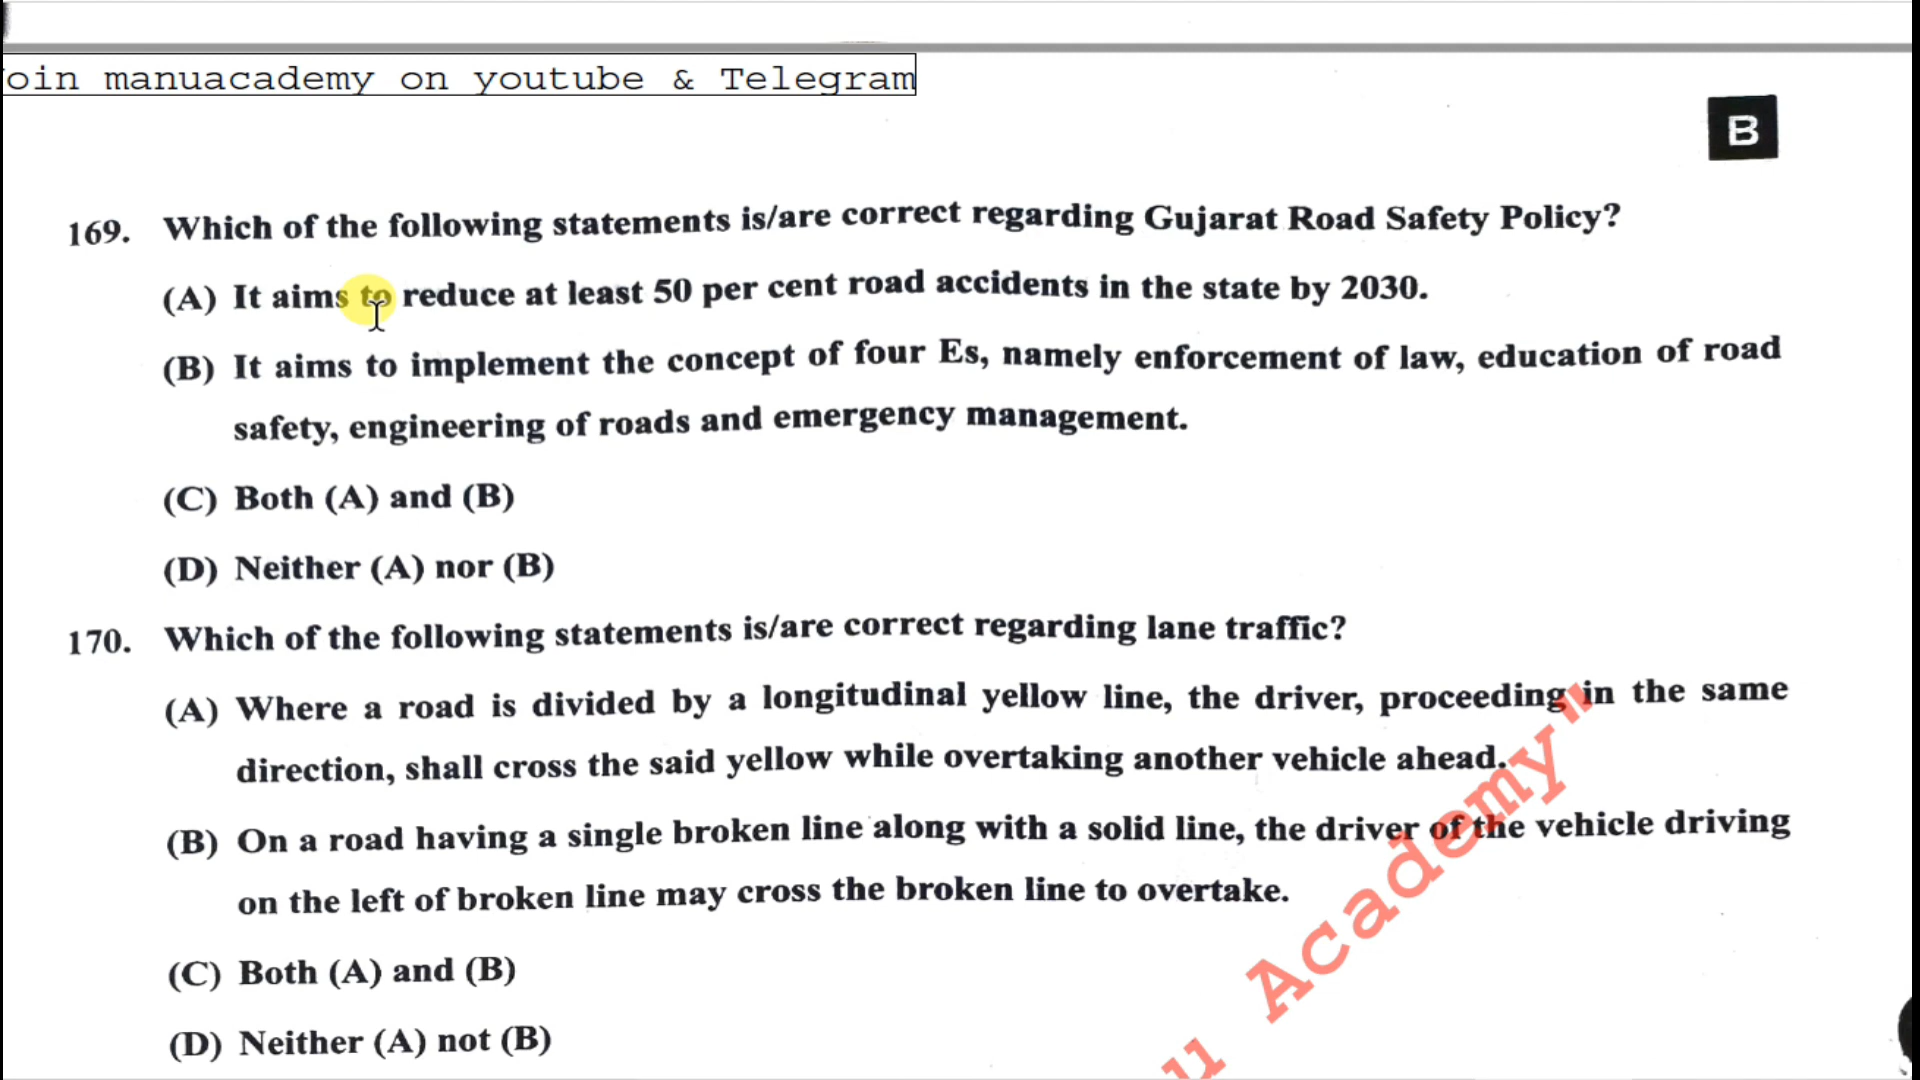 oin manuacademy on youtube & Telegram
B
169. Which of the following statements is/are correct regarding Gujarat Road Safety Policy?
(A) It aims to reduce at least 50 per cent road accidents in the state by 2030.
(B) It aims to implement the concept of four Es, namely enforcement of law, education of road
safety, engineering of roads and emergency management.
(C) Both (A) and (B)
(D) Neither (A) nor (B)
170. Which of the following statements is/are correct regarding lane traffic?
(A) Where a road is divided by a longitudinal yellow line, the driver, proceeding in the same
direction, shall cross the said yellow while overtaking another vehicle ahead.
(B) On a road having a single broken line along with a solid line, the driver of the vehicle driving
on the left of broken line may cross the broken line to overtake.
(C) Both (A) and (B)
(D) Neither (A) not (B)
u Academy"